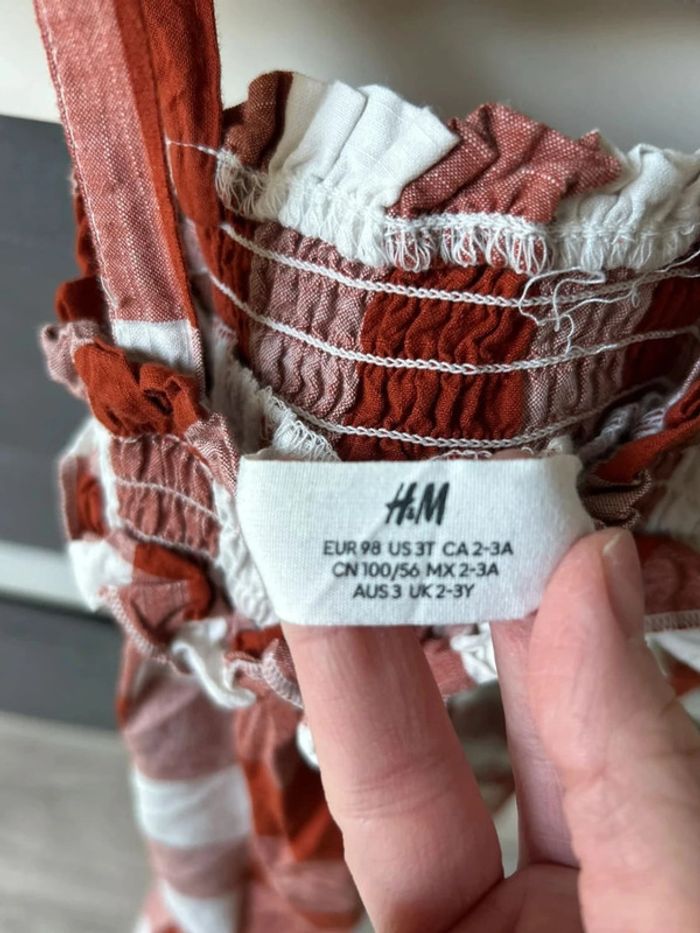 H&M
EUR 98 US 3T CA 2-3A
CN 100/56 MX 2-3A
AUS 3 UK 2-3Y